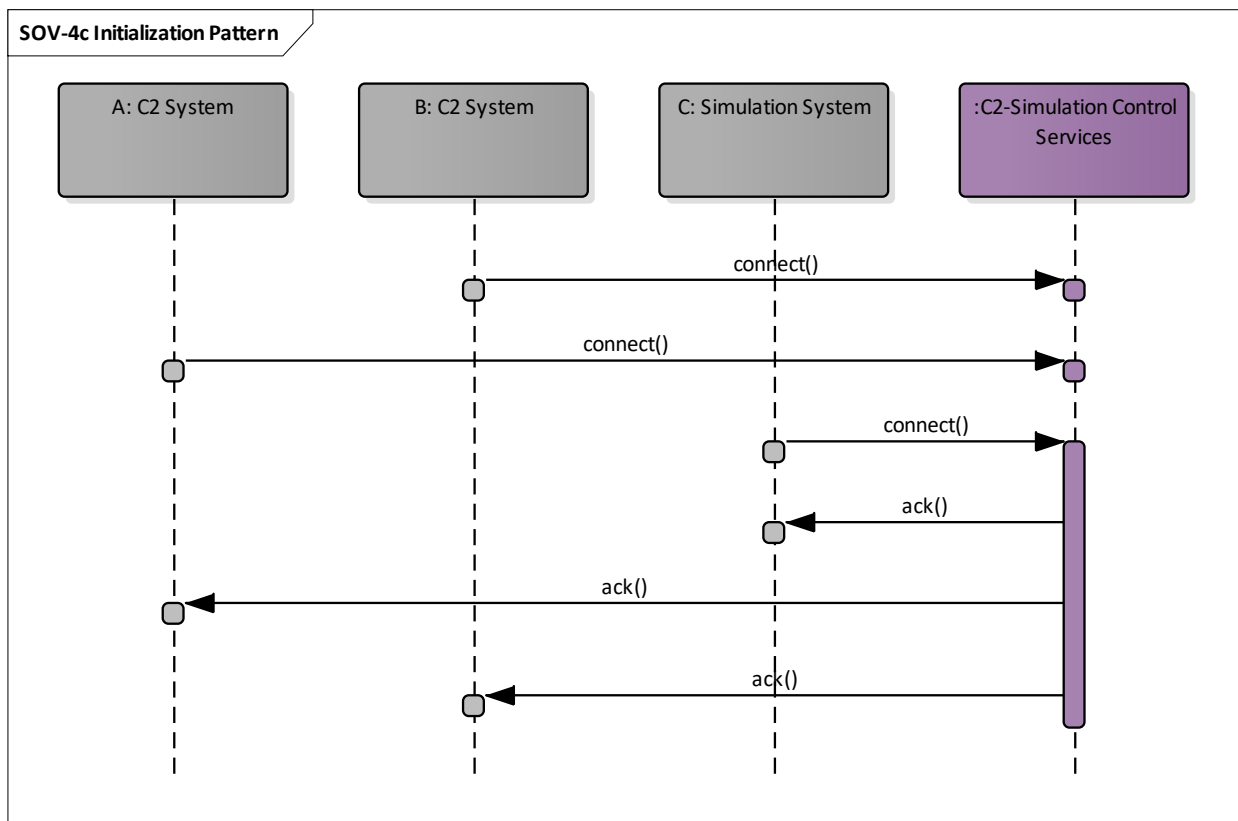 SOV-4c Initialization Pattern
A: C2 System
B: C2 System
C: Simulation System
:C2-Simulation Control
Services
connect()
connect()
connect()
ack()
ack()
ack()